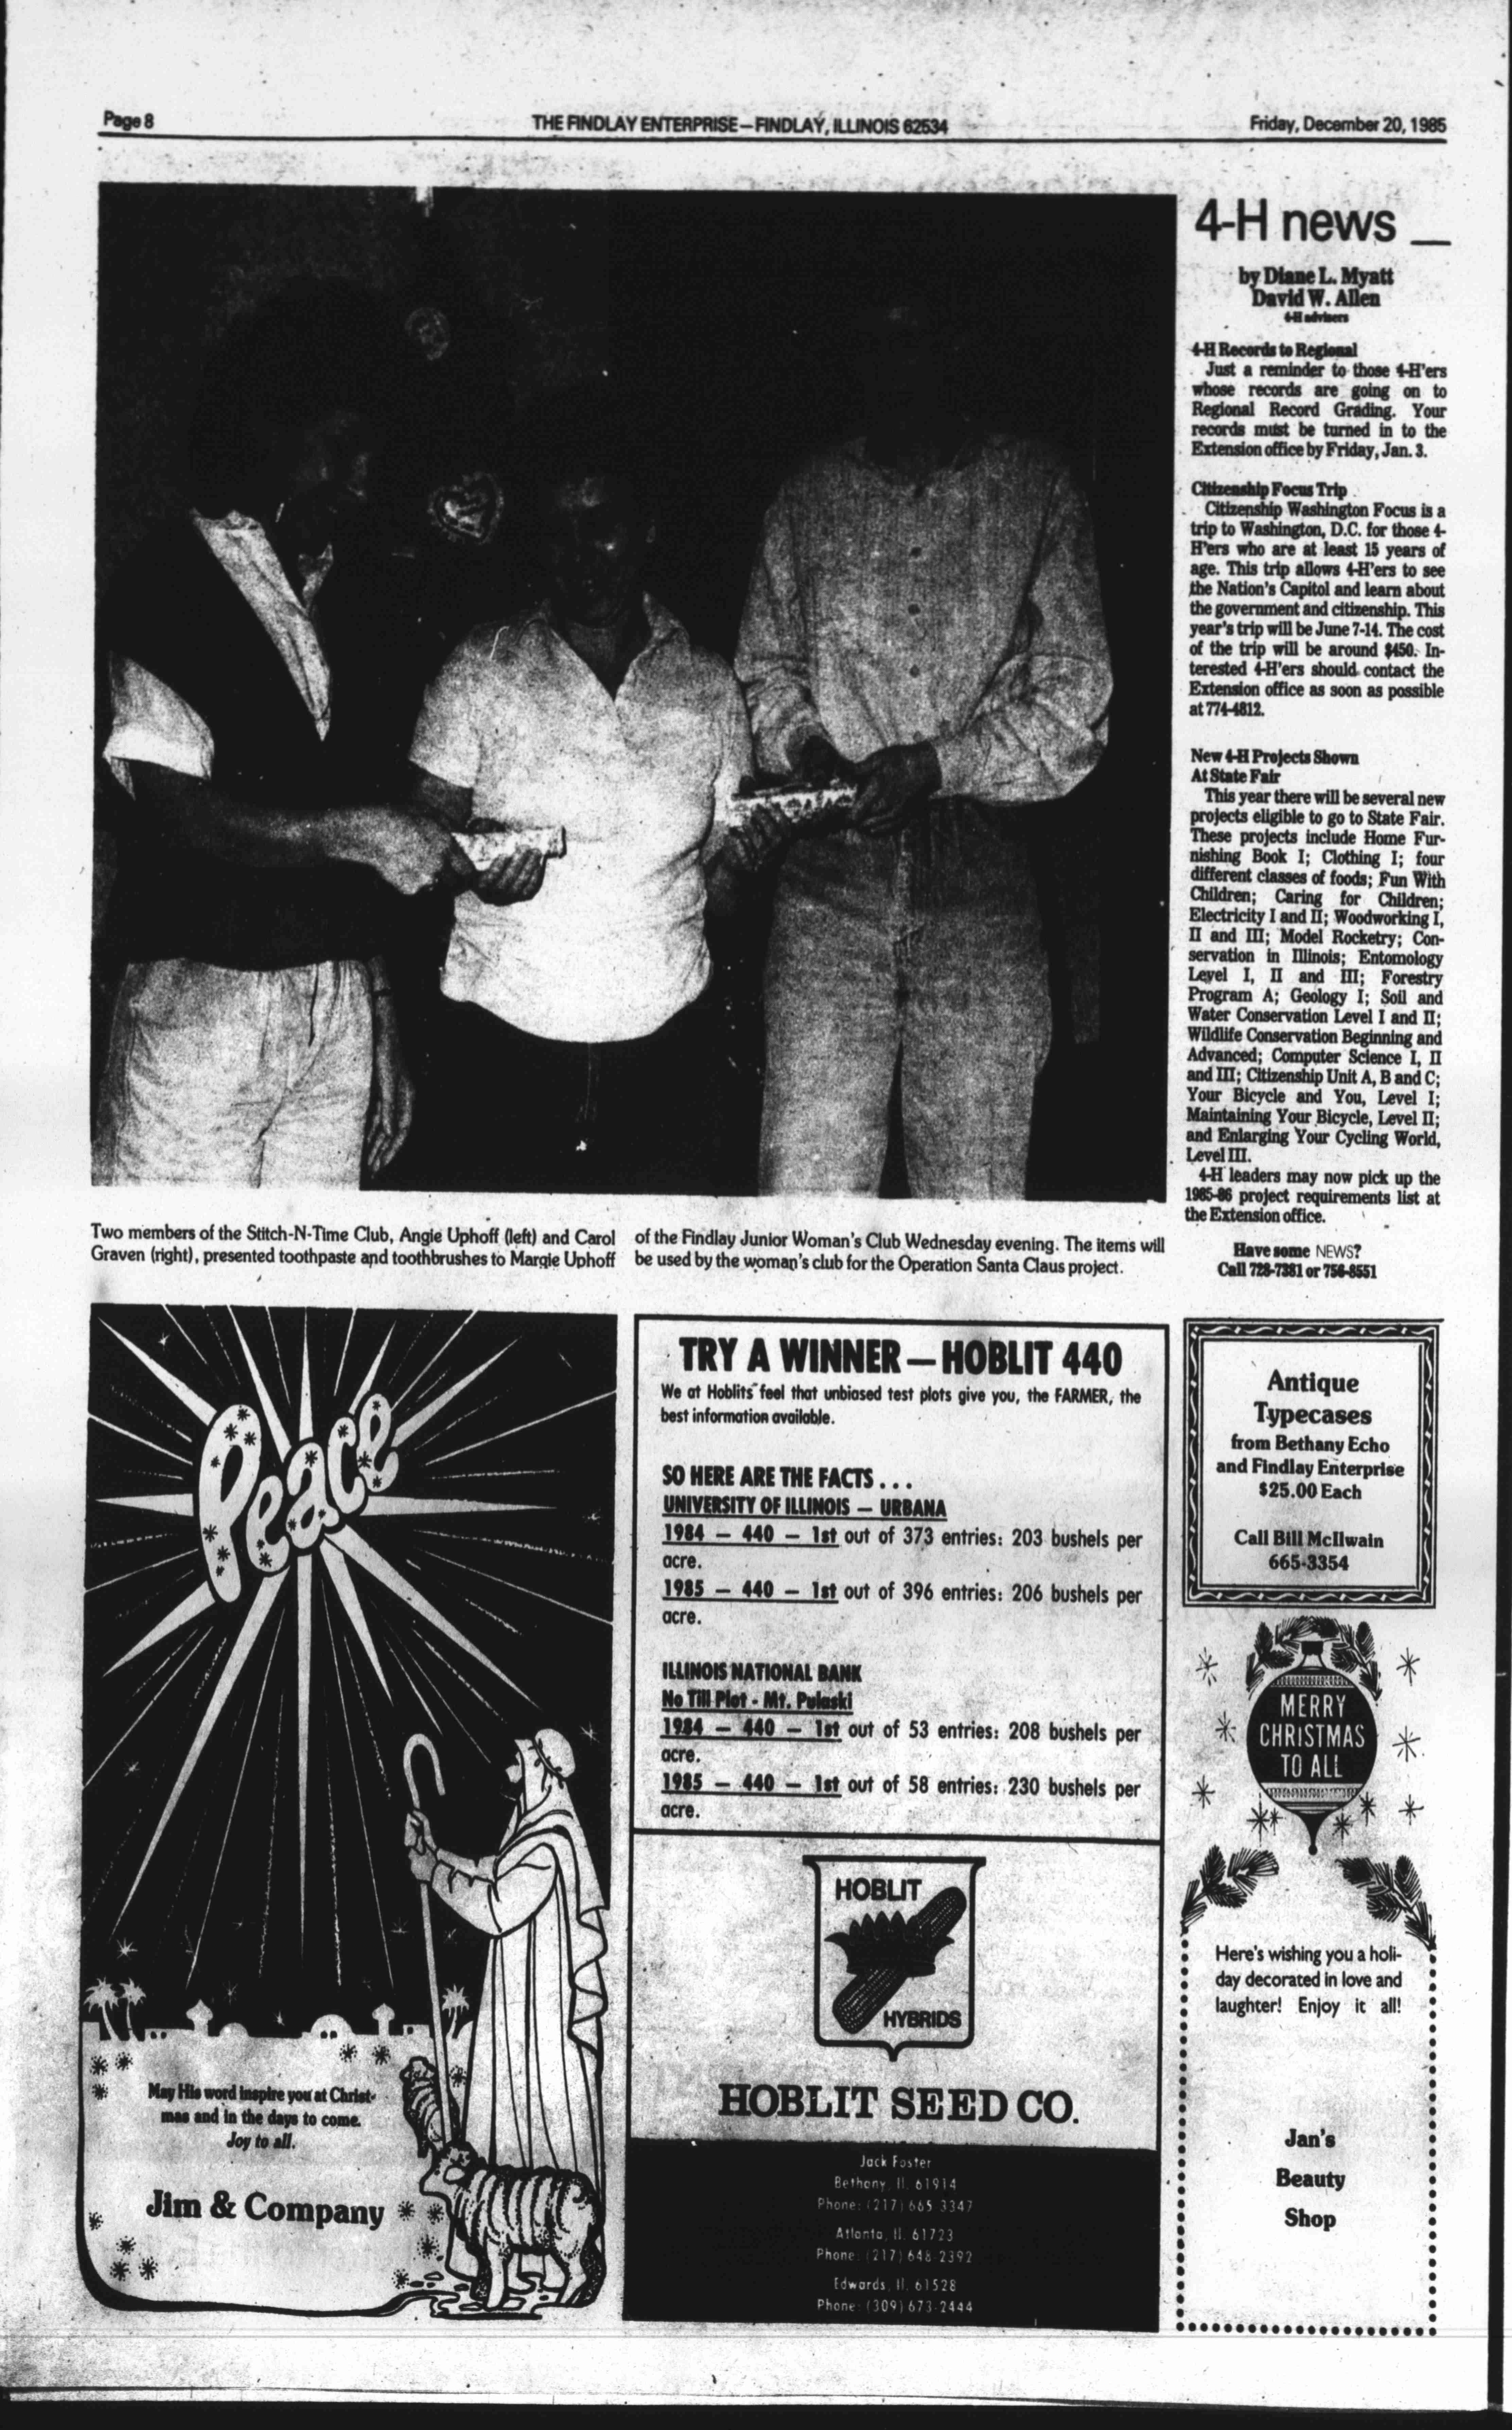 Page 8
THE FINDLAY ENTERPRISE—FINDLAY, ILLINOIS 62534
Friday, December 20, 1985
4-H news
by Diane L. Myatt
David W. Allen
4-H advisers
4-H Records to Regional
Just a reminder to those 4-H'ers
whose records are going on to
Regional Record Grading. Your
records must be turned in to the
Extension office by Friday, Jan. 3.
Citizenship Focus Trip
Citizenship Washington Focus is a
trip to Washington, D.C. for those 4-
H'ers who are at least 15 years of
age. This trip allows 4-H'ers to see
the Nation's Capitol and learn about
the government and citizenship. This
year's trip will be June 7-14. The cost
of the trip will be around $450. In-
terested 4-H'ers should contact the
Extension office as soon as possible
at 774-4812.
New 4-H Projects Shown
At State Fair
This year there will be several new
projects eligible to go to State Fair.
These projects include Home Fur-
nishing Book I; Clothing I; four
different classes of foods; Fun With
Children; Caring for Children;
Electricity I and II; Woodworking I,
II and III; Model Rocketry; Con-
servation in Illinois; Entomology
Level I, II and III; Forestry
Program A; Geology I; Soil and
Water Conservation Level I and II;
Wildlife Conservation Beginning and
Advanced; Computer Science I, II
and III; Citizenship Unit A, B and C;
Your Bicycle and You, Level I;
Maintaining Your Bicycle, Level II;
and Enlarging Your Cycling World,
Level III.
4-H leaders may now pick up the
1985-86 project requirements list at
the Extension office.
Have some NEWS?
Call 728-7381 or 756-8551
Two members of the Stitch-N-Time Club, Angie Uphoff (left) and Carol
Graven (right), presented toothpaste and toothbrushes to Margie Uphoff
of the Findlay Junior Woman's Club Wednesday evening. The items will
be used by the woman's club for the Operation Santa Claus project.
Peace
May His word inspire you at Christ-
mas and in the days to come.
Joy to all.
Jim & Company
TRY A WINNER — HOBLIT 440
We at Hoblits feel that unbiased test plots give you, the FARMER, the
best information available.
SO HERE ARE THE FACTS . . .
UNIVERSITY OF ILLINOIS — URBANA
1984 — 440 — 1st out of 373 entries: 203 bushels per
acre.
1985 — 440 — 1st out of 396 entries: 206 bushels per
acre.
ILLINOIS NATIONAL BANK
No Till Plot - Mt. Pulaski
1984 — 440 — 1st out of 53 entries: 208 bushels per
acre.
1985 — 440 — 1st out of 58 entries: 230 bushels per
acre.
HOBLIT
HYBRIDS
HOBLIT SEED CO.
Jack Foster
Bethany, Il. 61914
Phone: (217) 665-3347
Atlanta, Il. 61723
Phone: (217) 648-2392
Edwards, Il. 61528
Phone: (309) 673-2444
Antique
Typecases
from Bethany Echo
and Findlay Enterprise
$25.00 Each
Call Bill McIlwain
665-3354
MERRY
CHRISTMAS
TO ALL
Here's wishing you a holi-
day decorated in love and
laughter! Enjoy it all!
Jan's
Beauty
Shop